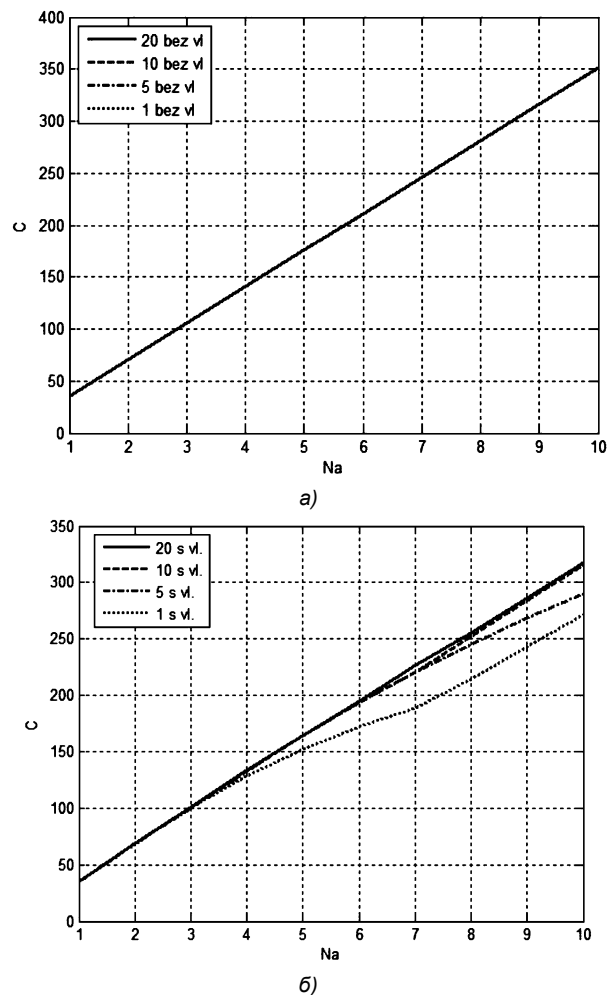 400
350
300
250
200
150
100
50
0
C
20 bez vl
10 bez vl
5 bez vl
1 bez vl
1 2 3 4 5 6 7 8 9 10
Na
а)
350
300
250
200
150
100
50
0
C
20 s vl.
10 s vl.
5 s vl.
1 s vl.
1 2 3 4 5 6 7 8 9 10
Na
б)